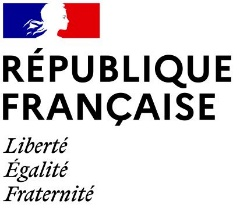 RÉPUBLIQUE
FRANÇAISE
Liberté
Égalité
Fraternité